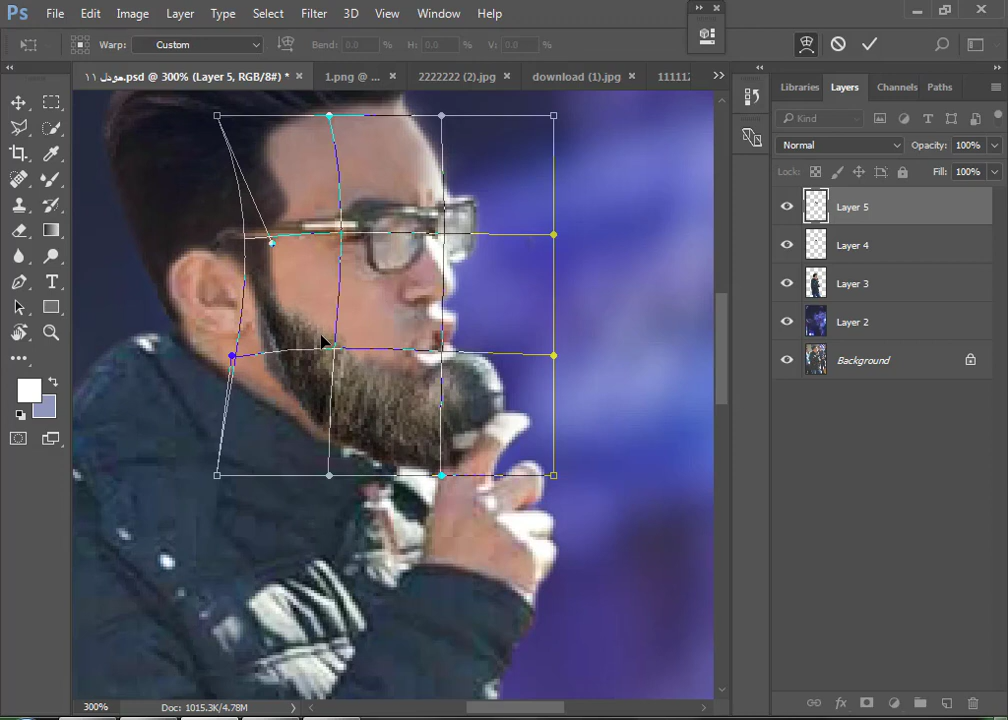 Ps File Edit Image Layer Type Select Filter 3D View Window Help
Warp: Custom Bend: 0.0 % H: 0.0 % V: 0.0 %
موديل ١١.psd @ 300% (Layer 5, RGB/8#) * × 1.png @ ... × 2222222 (2).jpg × download (1).jpg × 111112 >>
Libraries Layers Channels Paths
Kind
Normal Opacity: 100%
Lock: Fill: 100%
Layer 5
Layer 4
Layer 3
Layer 2
Background
300% Doc: 1015.3K/4.78M